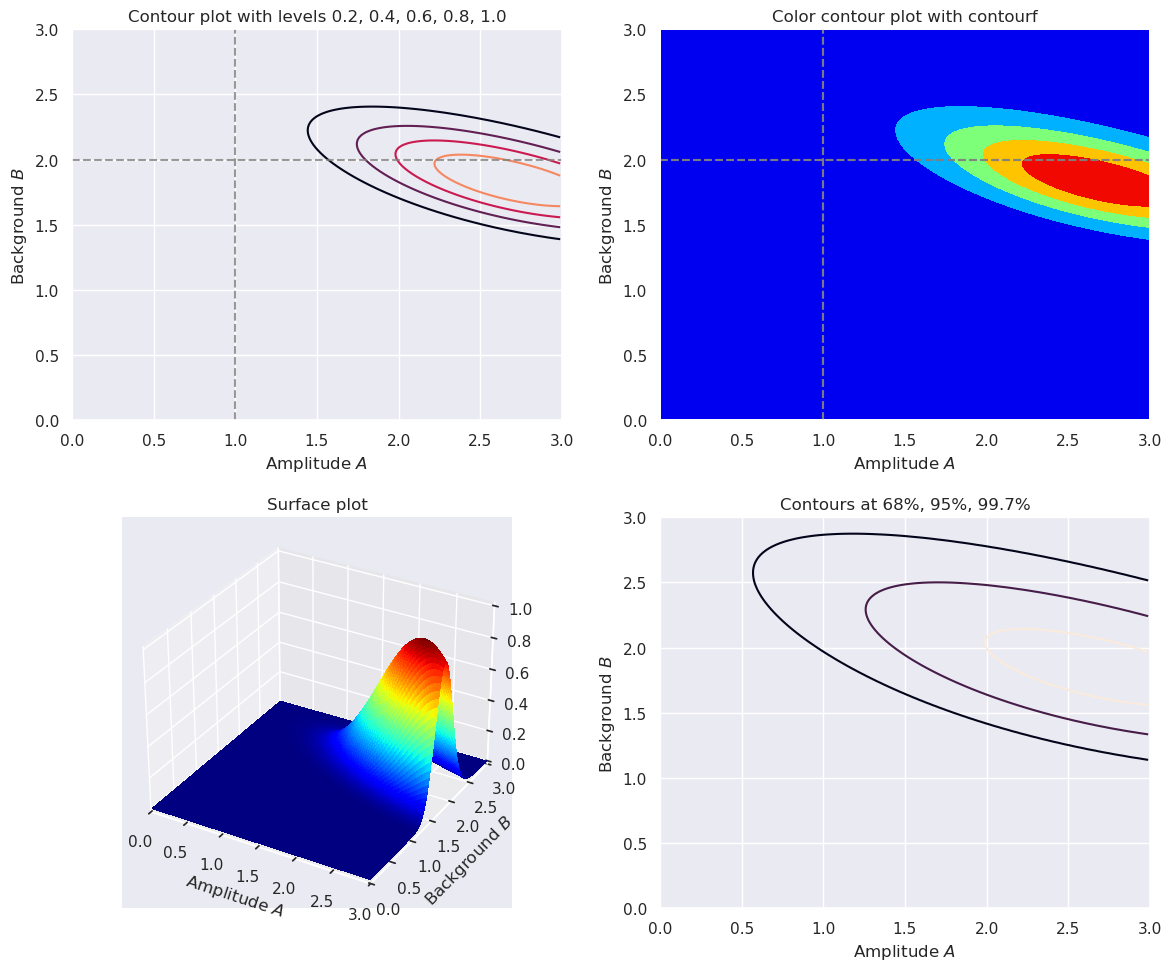 Contour plot with levels 0.2, 0.4, 0.6, 0.8, 1.0
3.0
2.5
2.0
1.5
1.0
0.5
0.0
Background B
0.0 0.5 1.0 1.5 2.0 2.5 3.0
Amplitude A
Color contour plot with contourf
3.0
2.5
2.0
1.5
1.0
0.5
0.0
Background B
0.0 0.5 1.0 1.5 2.0 2.5 3.0
Amplitude A
Surface plot
1.0
0.8
0.6
0.4
0.2
0.0
3.0
2.5
2.0
1.5
1.0
0.5
0.0
Background B
0.0
0.5
1.0
1.5
2.0
2.5
3.0
Amplitude A
Contours at 68%, 95%, 99.7%
3.0
2.5
2.0
1.5
1.0
0.5
0.0
Background B
0.0 0.5 1.0 1.5 2.0 2.5 3.0
Amplitude A